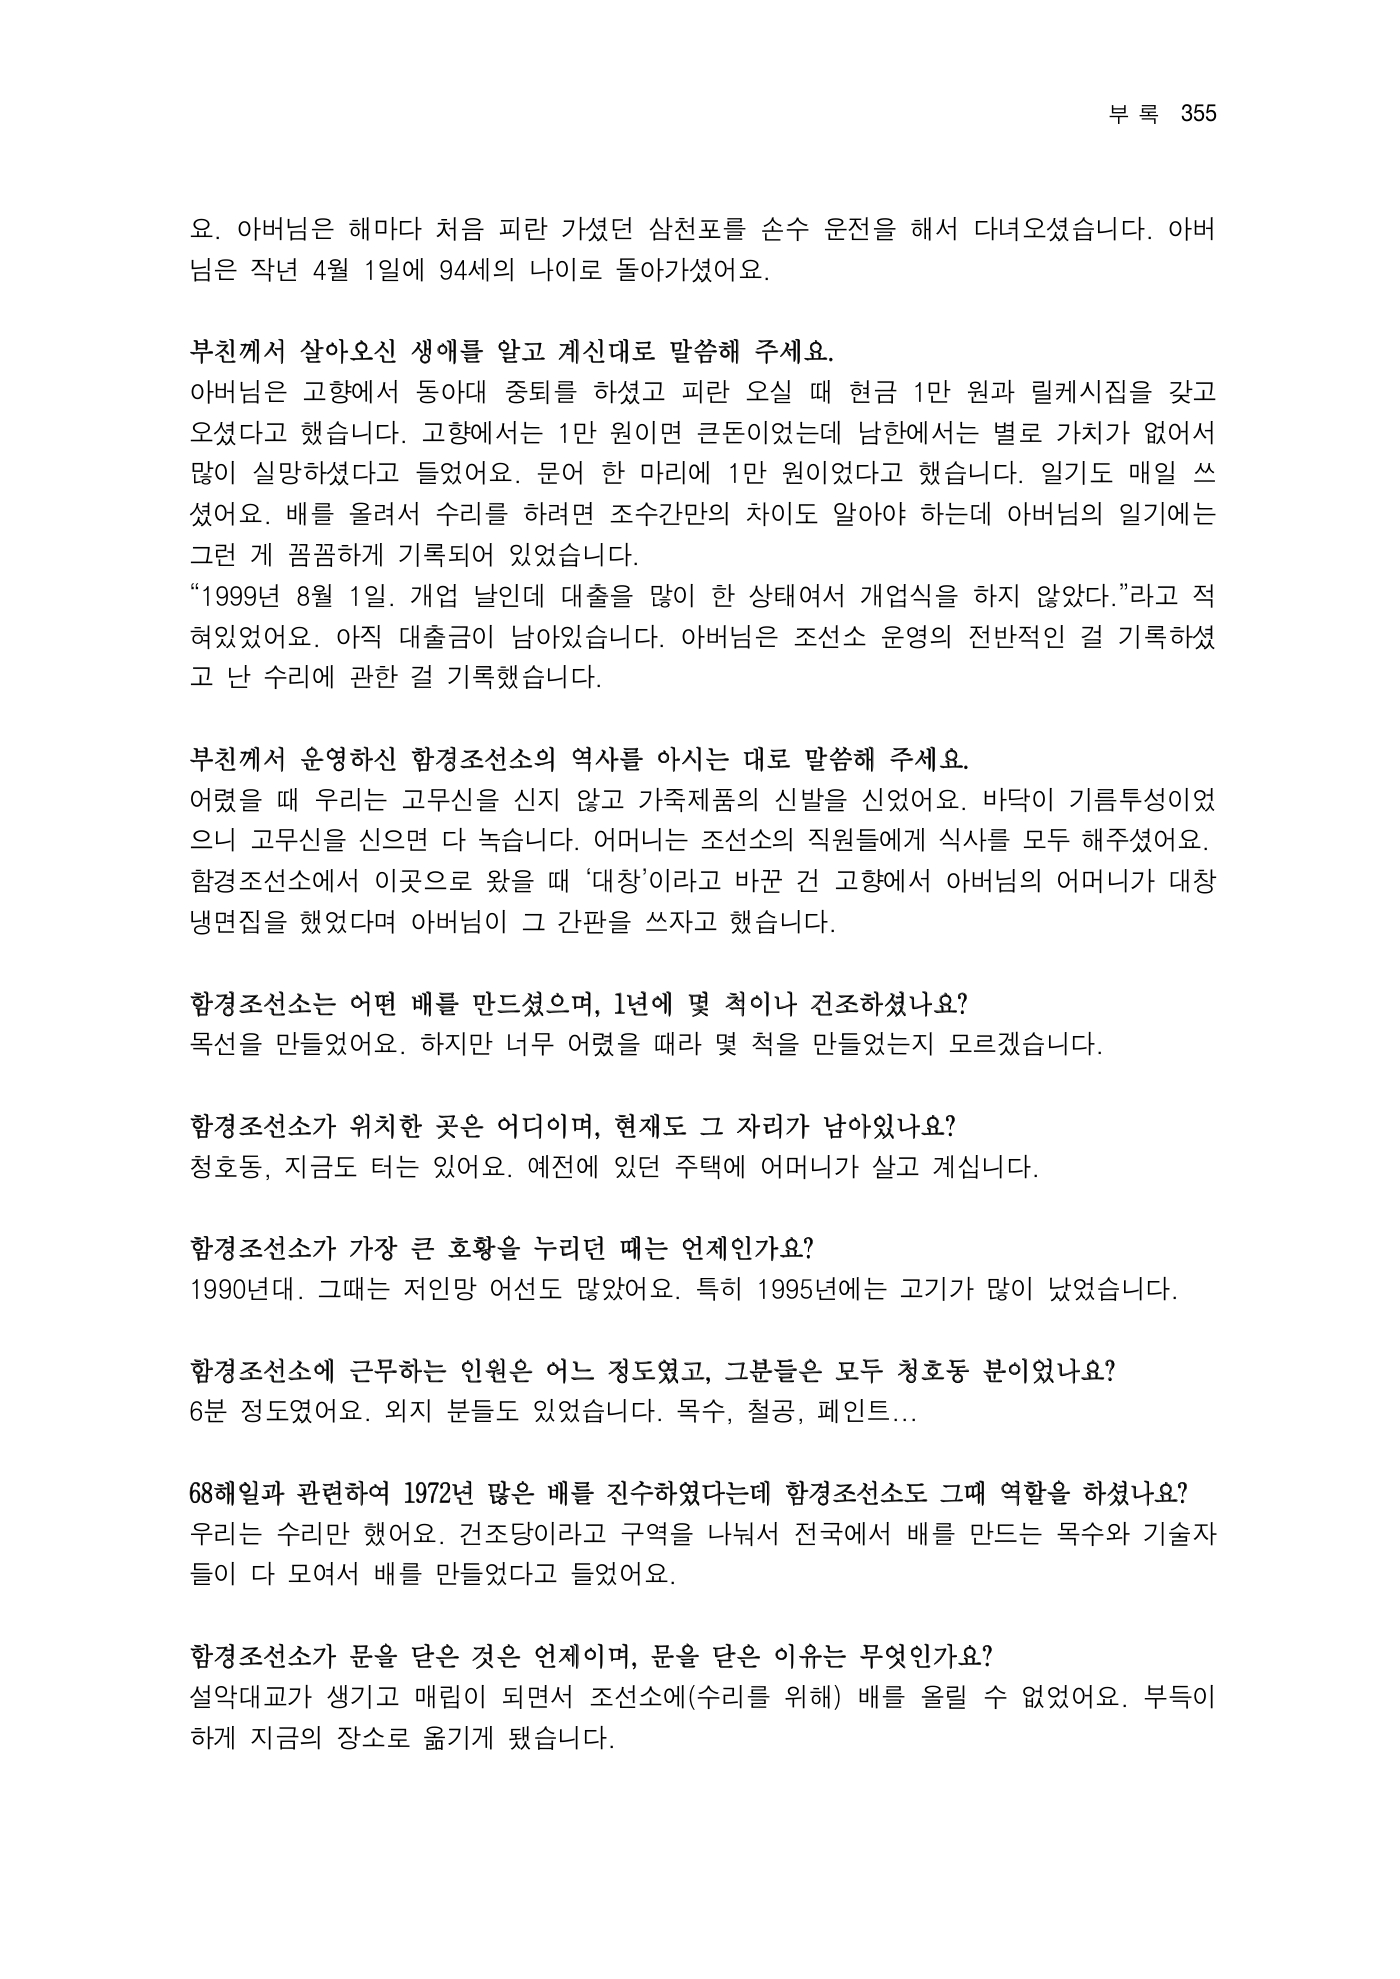 부 록 355
요. 아버님은 해마다 처음 피란 가셨던 삼천포를 손수 운전을 해서 다녀오셨습니다. 아버
님은 작년 4월 1일에 94세의 나이로 돌아가셨어요.
부친께서 살아오신 생애를 알고 계신대로 말씀해 주세요.
아버님은 고향에서 동아대 중퇴를 하셨고 피란 오실 때 현금 1만 원과 릴케시집을 갖고
오셨다고 했습니다. 고향에서는 1만 원이면 큰돈이었는데 남한에서는 별로 가치가 없어서
많이 실망하셨다고 들었어요. 문어 한 마리에 1만 원이었다고 했습니다. 일기도 매일 쓰
셨어요. 배를 올려서 수리를 하려면 조수간만의 차이도 알아야 하는데 아버님의 일기에는
그런 게 꼼꼼하게 기록되어 있었습니다.
“1999년 8월 1일. 개업 날인데 대출을 많이 한 상태여서 개업식을 하지 않았다.”라고 적
혀있었어요. 아직 대출금이 남아있습니다. 아버님은 조선소 운영의 전반적인 걸 기록하셨
고 난 수리에 관한 걸 기록했습니다.
부친께서 운영하신 함경조선소의 역사를 아시는 대로 말씀해 주세요.
어렸을 때 우리는 고무신을 신지 않고 가죽제품의 신발을 신었어요. 바닥이 기름투성이었
으니 고무신을 신으면 다 녹습니다. 어머니는 조선소의 직원들에게 식사를 모두 해주셨어요.
함경조선소에서 이곳으로 왔을 때 ‘대창’이라고 바꾼 건 고향에서 아버님의 어머니가 대창
냉면집을 했었다며 아버님이 그 간판을 쓰자고 했습니다.
함경조선소는 어떤 배를 만드셨으며, 1년에 몇 척이나 건조하셨나요?
목선을 만들었어요. 하지만 너무 어렸을 때라 몇 척을 만들었는지 모르겠습니다.
함경조선소가 위치한 곳은 어디이며, 현재도 그 자리가 남아있나요?
청호동, 지금도 터는 있어요. 예전에 있던 주택에 어머니가 살고 계십니다.
함경조선소가 가장 큰 호황을 누리던 때는 언제인가요?
1990년대. 그때는 저인망 어선도 많았어요. 특히 1995년에는 고기가 많이 났었습니다.
함경조선소에 근무하는 인원은 어느 정도였고, 그분들은 모두 청호동 분이었나요?
6분 정도였어요. 외지 분들도 있었습니다. 목수, 철공, 페인트…
68해일과 관련하여 1972년 많은 배를 진수하였다는데 함경조선소도 그때 역할을 하셨나요?
우리는 수리만 했어요. 건조당이라고 구역을 나눠서 전국에서 배를 만드는 목수와 기술자
들이 다 모여서 배를 만들었다고 들었어요.
함경조선소가 문을 닫은 것은 언제이며, 문을 닫은 이유는 무엇인가요?
설악대교가 생기고 매립이 되면서 조선소에(수리를 위해) 배를 올릴 수 없었어요. 부득이
하게 지금의 장소로 옮기게 됐습니다.